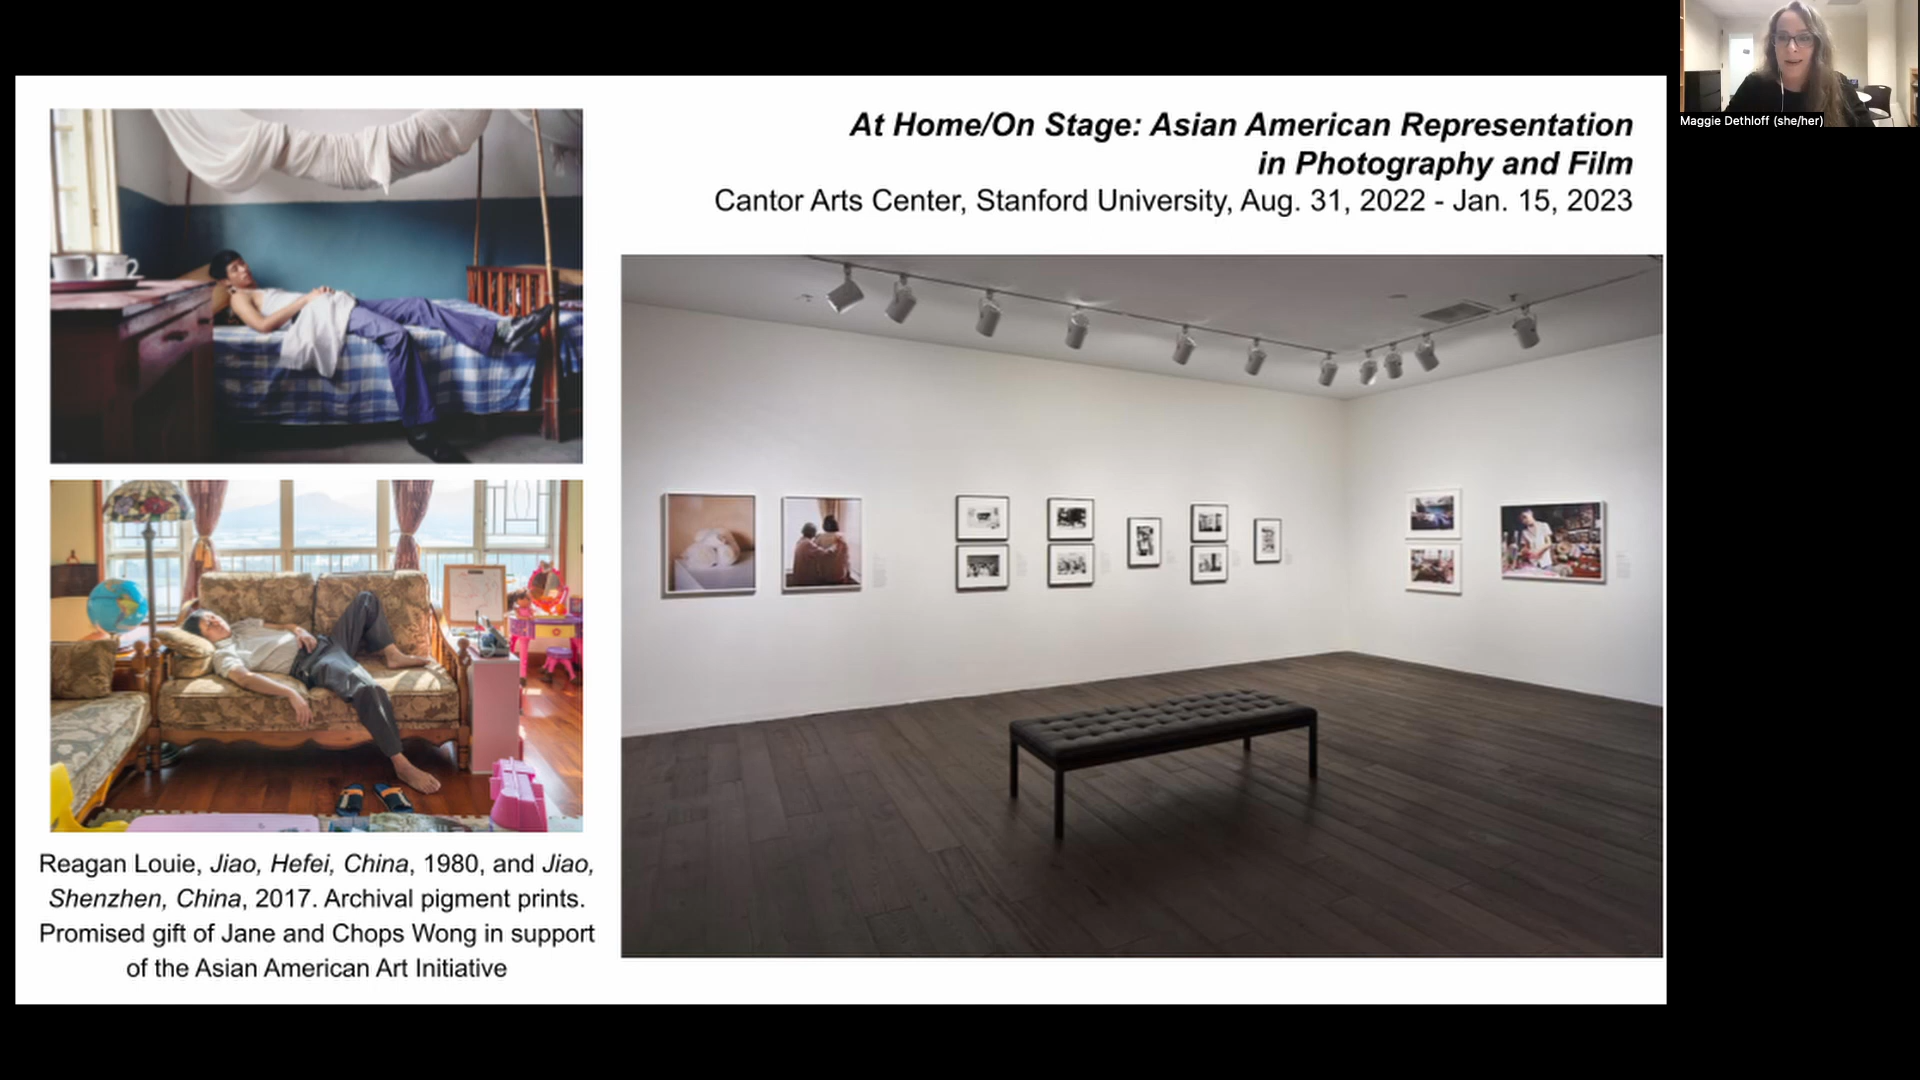 At Home/On Stage: Asian American Representation
in Photography and Film
Cantor Arts Center, Stanford University, Aug. 31, 2022 - Jan. 15, 2023
Reagan Louie, Jiao, Hefei, China, 1980, and Jiao,
Shenzhen, China, 2017. Archival pigment prints.
Promised gift of Jane and Chops Wong in support
of the Asian American Art Initiative
Maggie Dethloff (she/her)